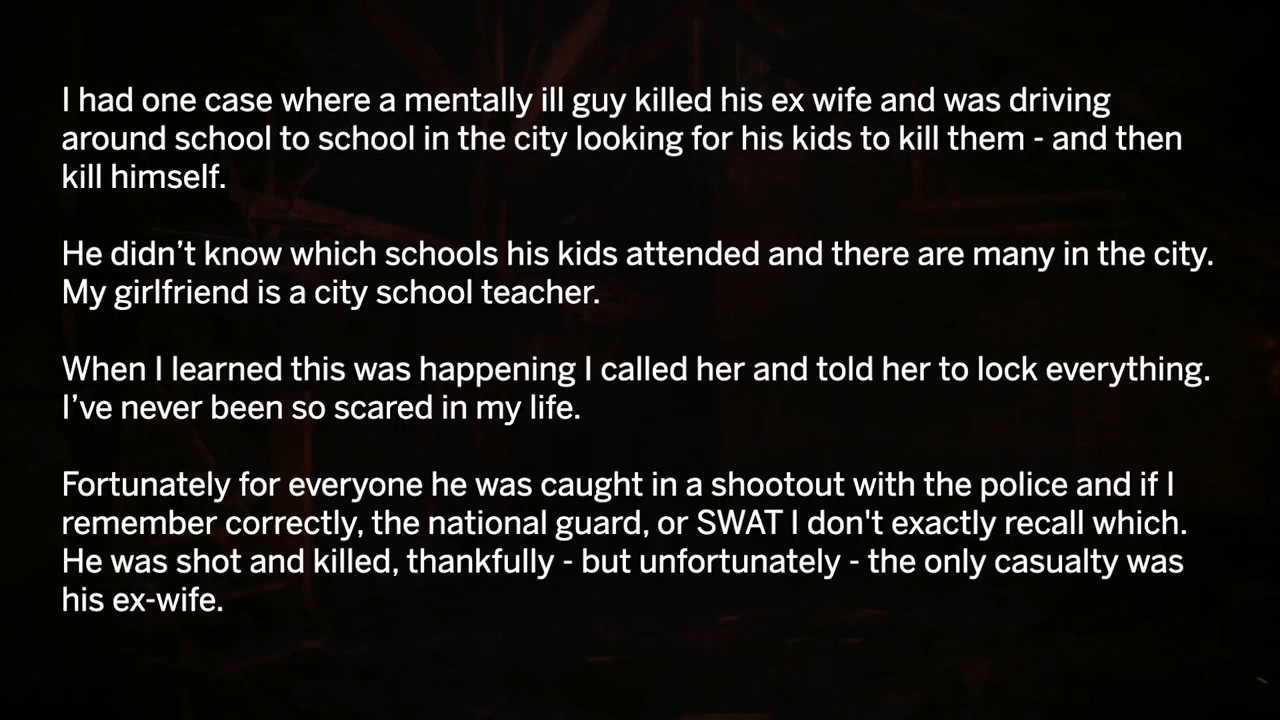 I had one case where a mentally ill guy killed his ex wife and was driving
around school to school in the city looking for his kids to kill them - and then
kill himself.
He didn’t know which schools his kids attended and there are many in the city.
My girlfriend is a city school teacher.
When I learned this was happening I called her and told her to lock everything.
I’ve never been so scared in my life.
Fortunately for everyone he was caught in a shootout with the police and if I
remember correctly, the national guard, or SWAT I don't exactly recall which.
He was shot and killed, thankfully - but unfortunately - the only casualty was
his ex-wife.